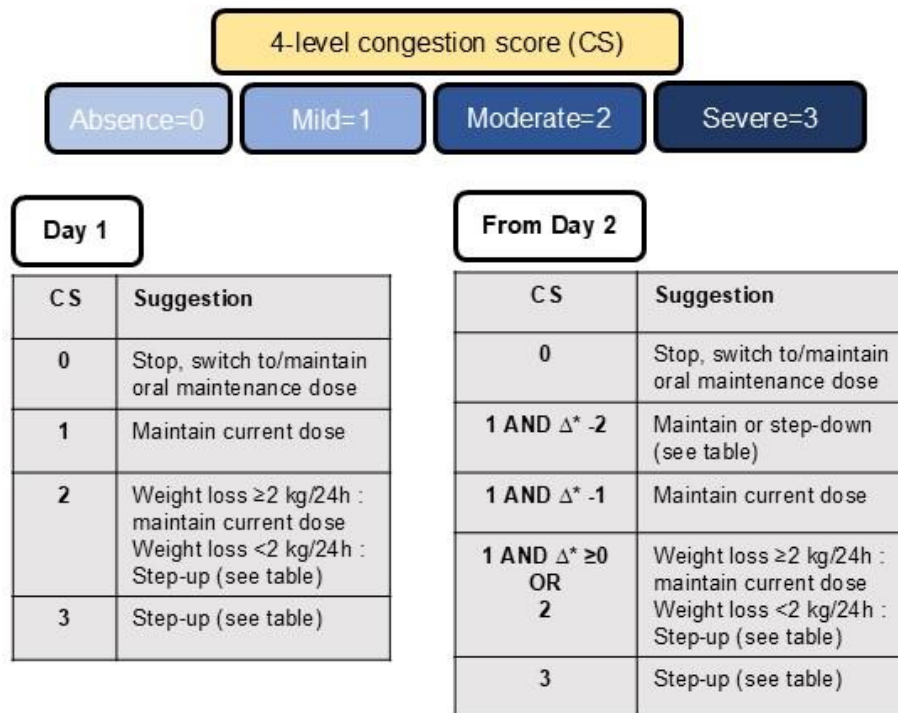 4-level congestion score (CS)
Absence=0
Mild=1
Moderate=2
Severe=3
Day 1
CS
Suggestion
0
Stop, switch to/maintain
oral maintenance dose
1
Maintain current dose
2
Weight loss ≥2 kg/24h :
maintain current dose
Weight loss <2 kg/24h :
Step-up (see table)
3
Step-up (see table)
From Day 2
CS
Suggestion
0
Stop, switch to/maintain
oral maintenance dose
1 AND Δ* -2
Maintain or step-down
(see table)
1 AND Δ* -1
Maintain current dose
1 AND Δ* ≥0
OR
2
Weight loss ≥2 kg/24h :
maintain current dose
Weight loss <2 kg/24h :
Step-up (see table)
3
Step-up (see table)